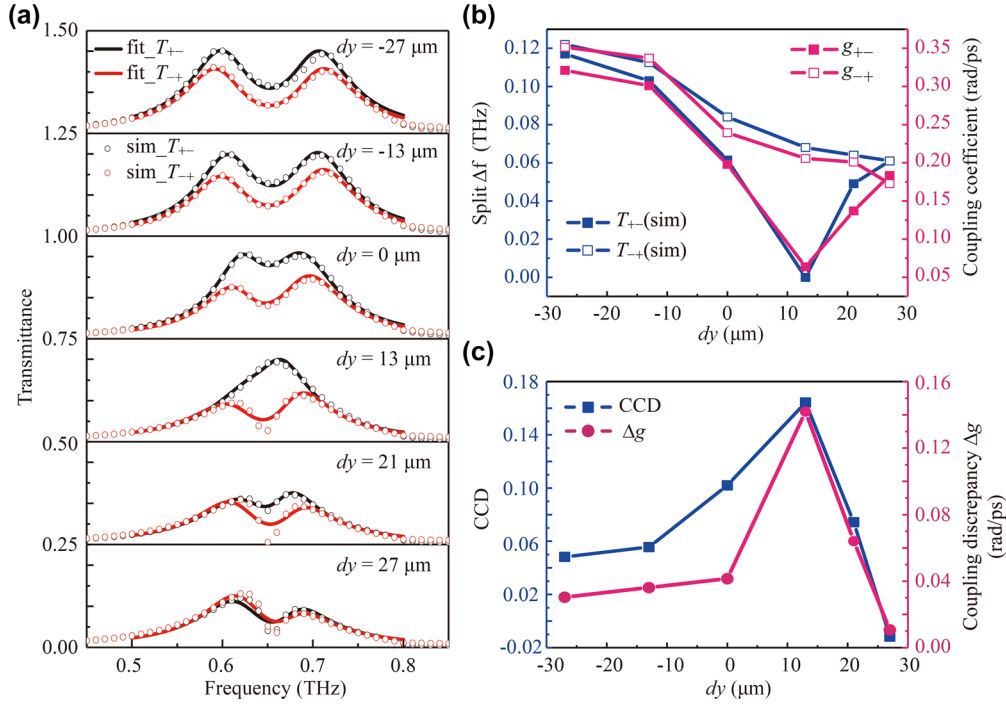 (a)
1.50
fit_T+−
dy = -27 µm
fit_T−+
1.25
sim_T+−
dy = -13 µm
sim_T−+
1.00
dy = 0 µm
0.75
dy = 13 µm
0.50
dy = 21 µm
0.25
dy = 27 µm
0.00
Transmittance
0.5 0.6 0.7 0.8
Frequency (THz)
(b)
0.12
0.10
0.08
0.06
0.04
0.02
0.00
Split Δf (THz)
g+−
g−+
T+−(sim)
T−+(sim)
0.35
0.30
0.25
0.20
0.15
0.10
0.05
Coupling coefficient (rad/ps)
-30 -20 -10 0 10 20 30
dy (µm)
(c)
0.18
0.14
0.10
0.06
0.02
-0.02
CCD
CCD
Δg
0.16
0.12
0.08
0.04
0.00
Coupling discrepancy Δg
(rad/ps)
-30 -20 -10 0 10 20 30
dy (µm)